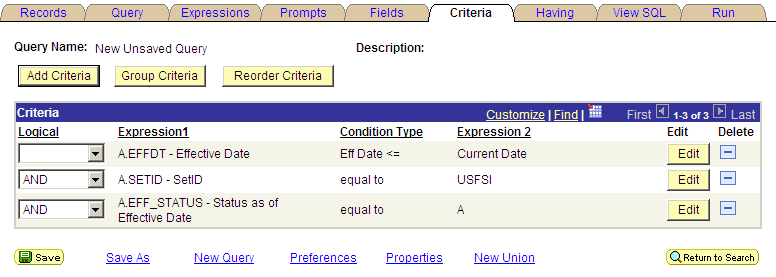 Records Query Expressions Prompts Fields Criteria Having View SQL Run
Query Name: New Unsaved Query Description:
Add Criteria Group Criteria Reorder Criteria
Criteria Customize | Find | First 1-3 of 3 Last
Logical Expression1 Condition Type Expression 2 Edit Delete
A.EFFDT - Effective Date Eff Date <= Current Date Edit
AND A.SETID - SetID equal to USFSI Edit
AND A.EFF_STATUS - Status as of equal to A Edit
Effective Date
Save Save As New Query Preferences Properties New Union Return to Search